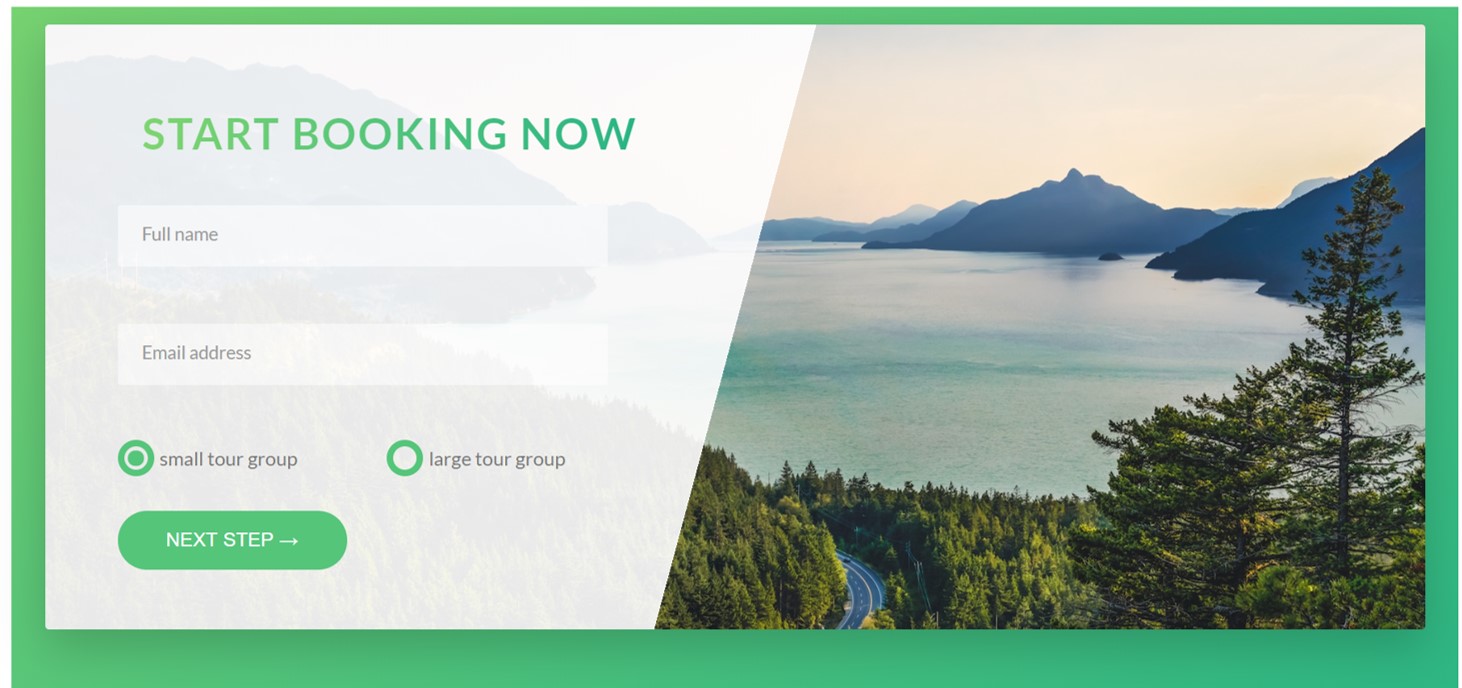 START BOOKING NOW
Full name
Email address
small tour group large tour group
NEXT STEP →